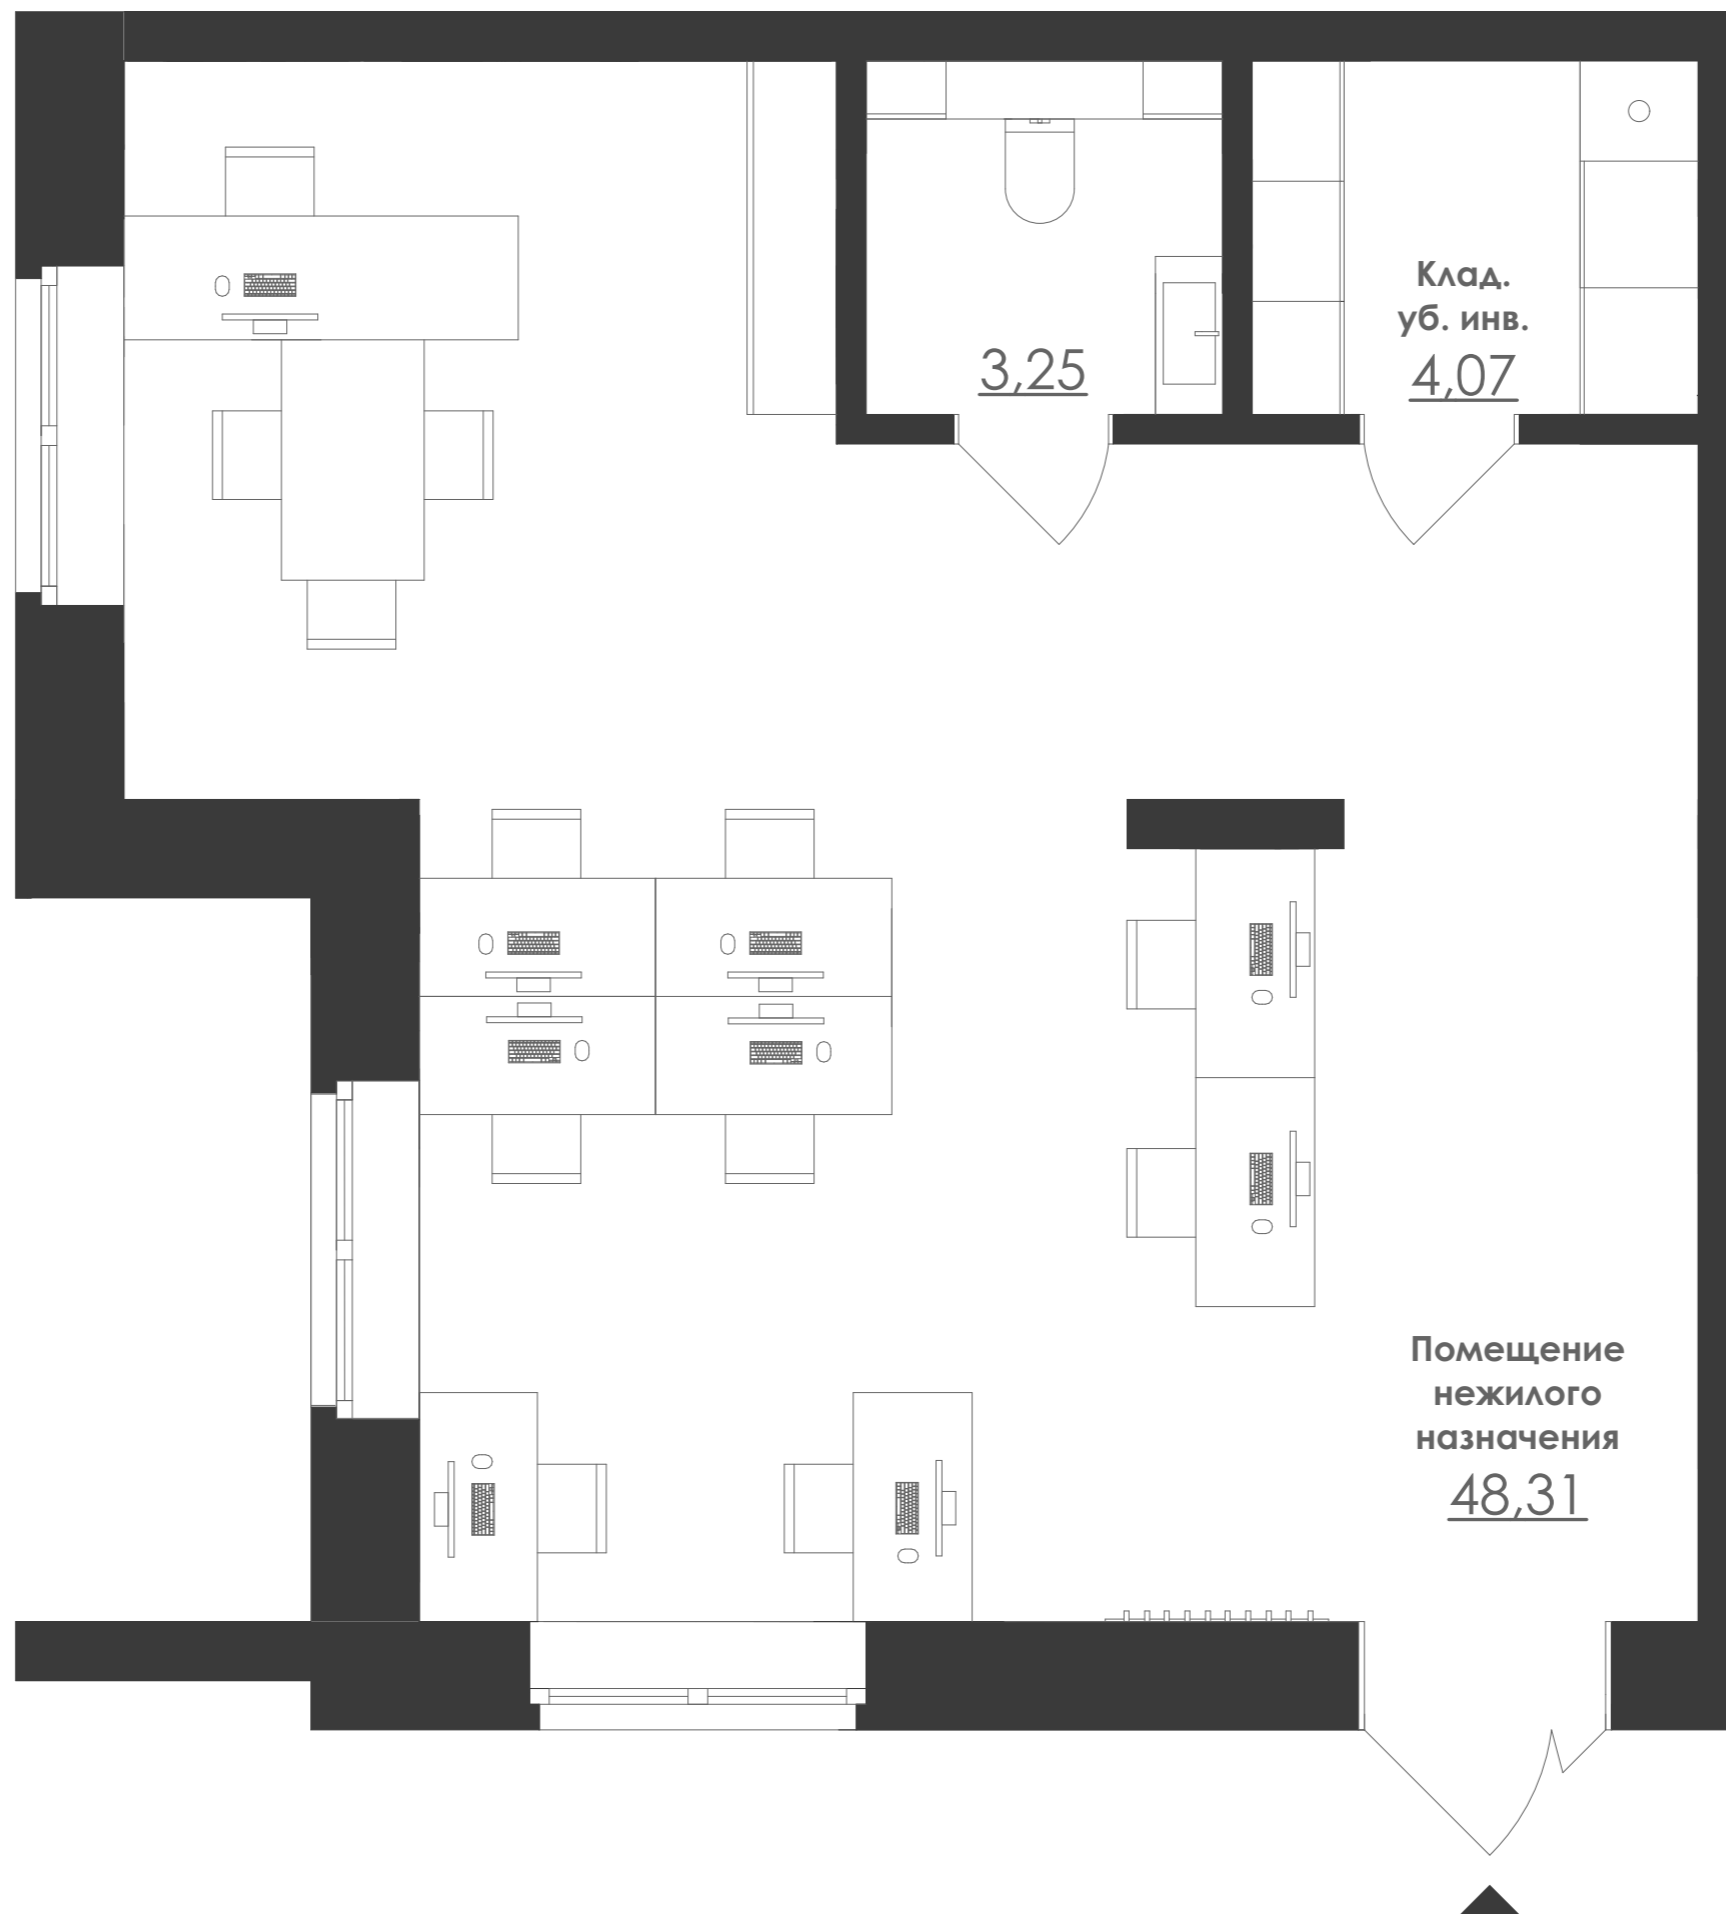 3,25
Клад.
уб. инв.
4,07
Помещение
нежилого
назначения
48,31